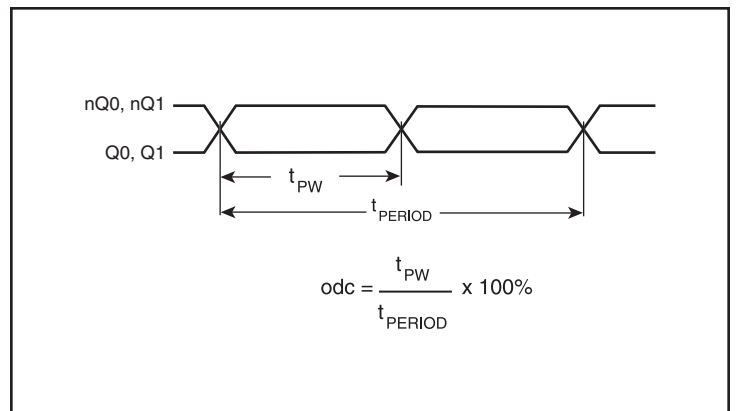 nQ0, nQ1
Q0, Q1
tPW
tPERIOD
odc = tPW / tPERIOD x 100%